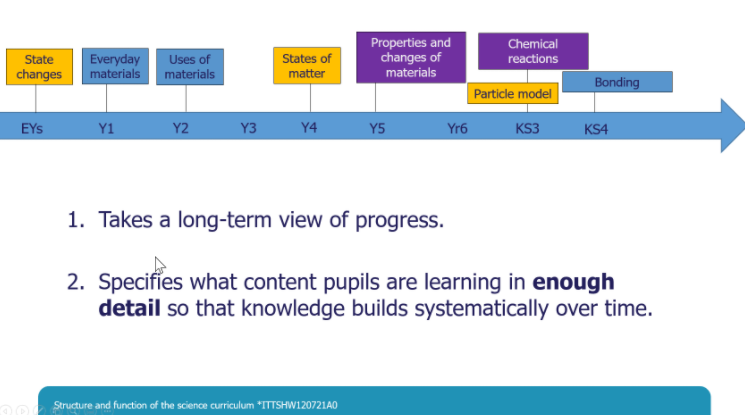 State
changes
Everyday
materials
Uses of
materials
States of
matter
Properties and
changes of
materials
Chemical
reactions
Particle model
Bonding
EYs Y1 Y2 Y3 Y4 Y5 Yr6 KS3 KS4
1. Takes a long-term view of progress.
2. Specifies what content pupils are learning in enough
detail so that knowledge builds systematically over time.
Structure and function of the science curriculum *ITTSHW120721A0